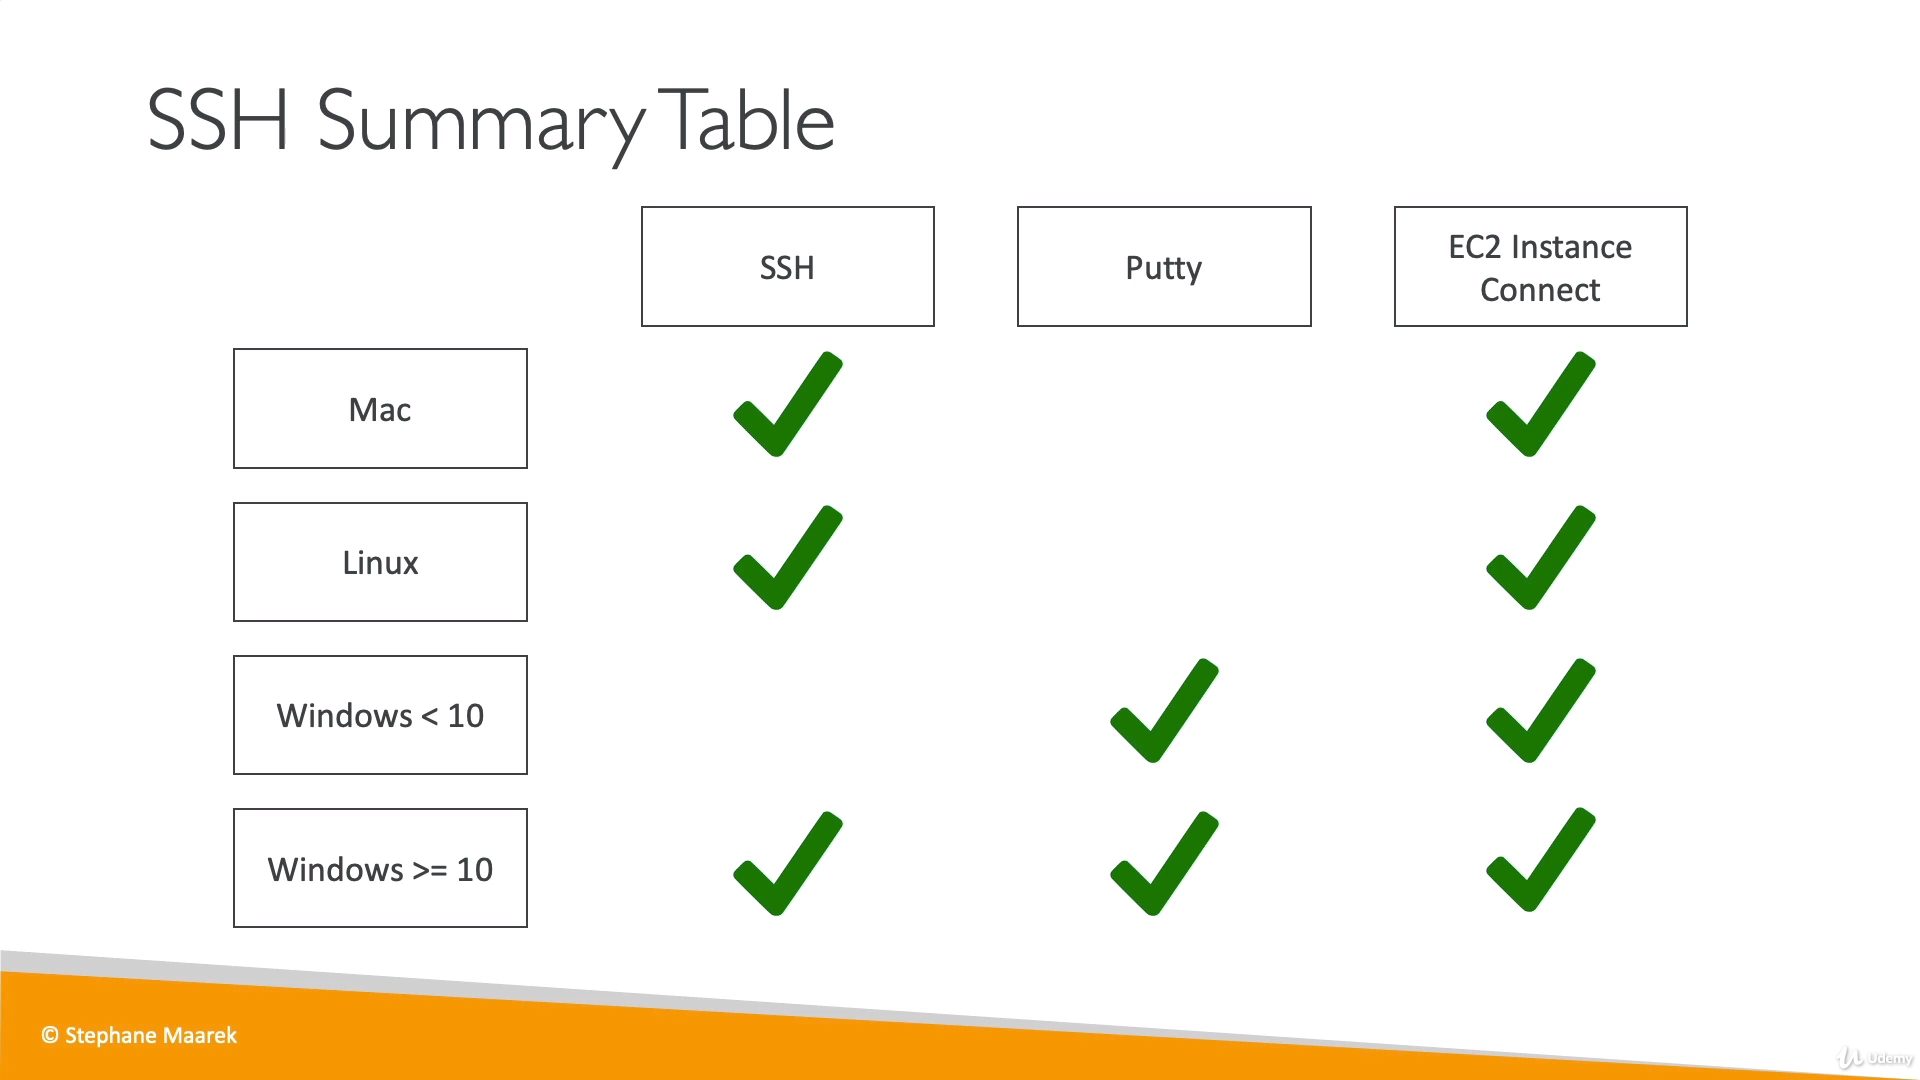 SSH Summary Table
SSH
Putty
EC2 Instance
Connect
Mac
Linux
Windows < 10
Windows >= 10
© Stephane Maarek
Udemy